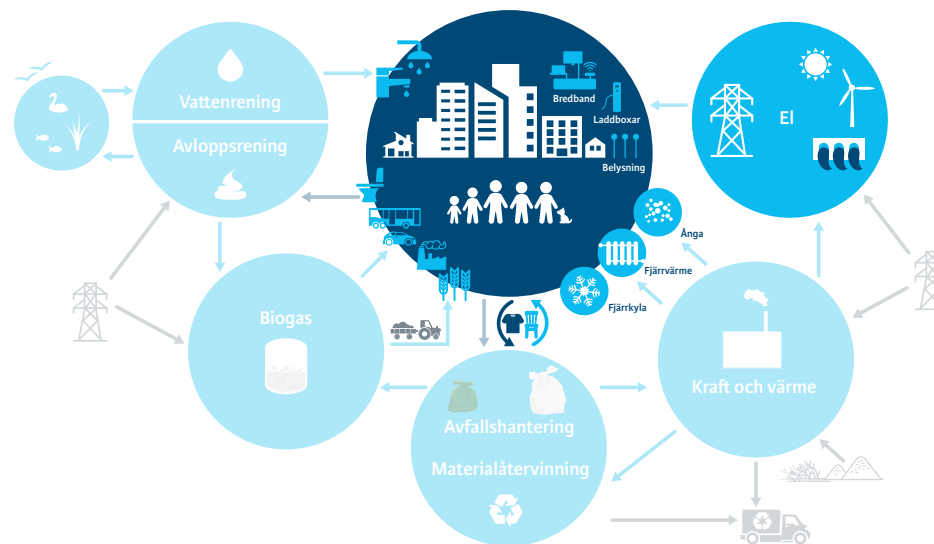 Vattenrening
Avloppsrening
Bredband
Laddboxar
Belysning
El
Ånga
Fjärrvärme
Fjärrkyla
Biogas
Kraft och värme
Avfallshantering
Materialåtervinning